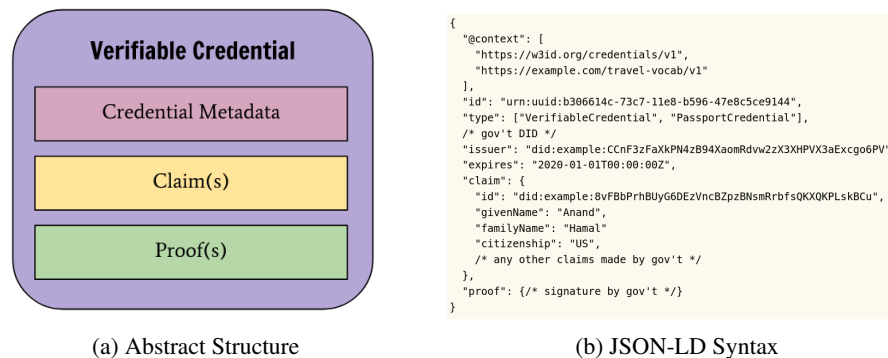 Verifiable Credential
Credential Metadata
Claim(s)
Proof(s)
(a) Abstract Structure
{
"@context": [
"https://w3id.org/credentials/v1",
"https://example.com/travel-vocab/v1"
],
"id": "urn:uuid:b306614c-73c7-11e8-b596-47e8c5ce9144",
"type": ["VerifiableCredential", "PassportCredential"],
/* gov't DID */
"issuer": "did:example:CCnF3zFaXkPN4zB94XaomRdvw2zX3XHPVX3aExcgo6PV"
"expires": "2020-01-01T00:00:00Z",
"claim": {
"id": "did:example:8vFBbPrhBUyG6DEzVncBZpzBNsmRrbfsQKXQKPLskBCu",
"givenName": "Anand",
"familyName": "Hamal"
"citizenship": "US",
/* any other claims made by gov't */
},
"proof": {/* signature by gov't */}
}
(b) JSON-LD Syntax